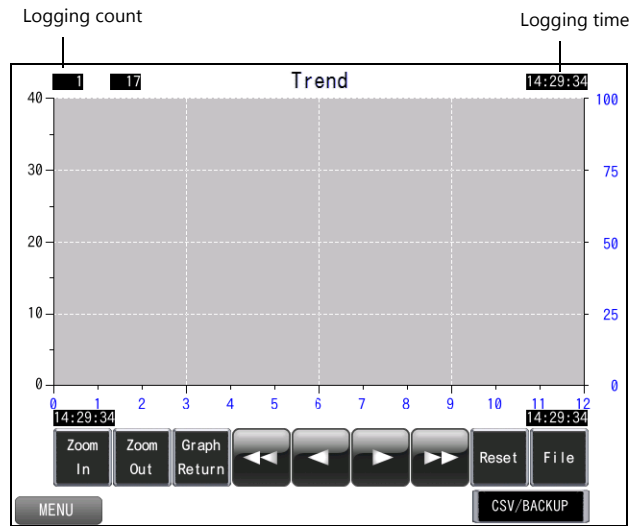 Logging count
Logging time
1 17 Trend 14:29:34
40 100
30 75
20 50
10 25
0 0
0 1 2 3 4 5 6 7 8 9 10 11 12
14:29:34 14:29:34
Zoom In
Zoom Out
Graph Return
Reset
File
MENU
CSV/BACKUP